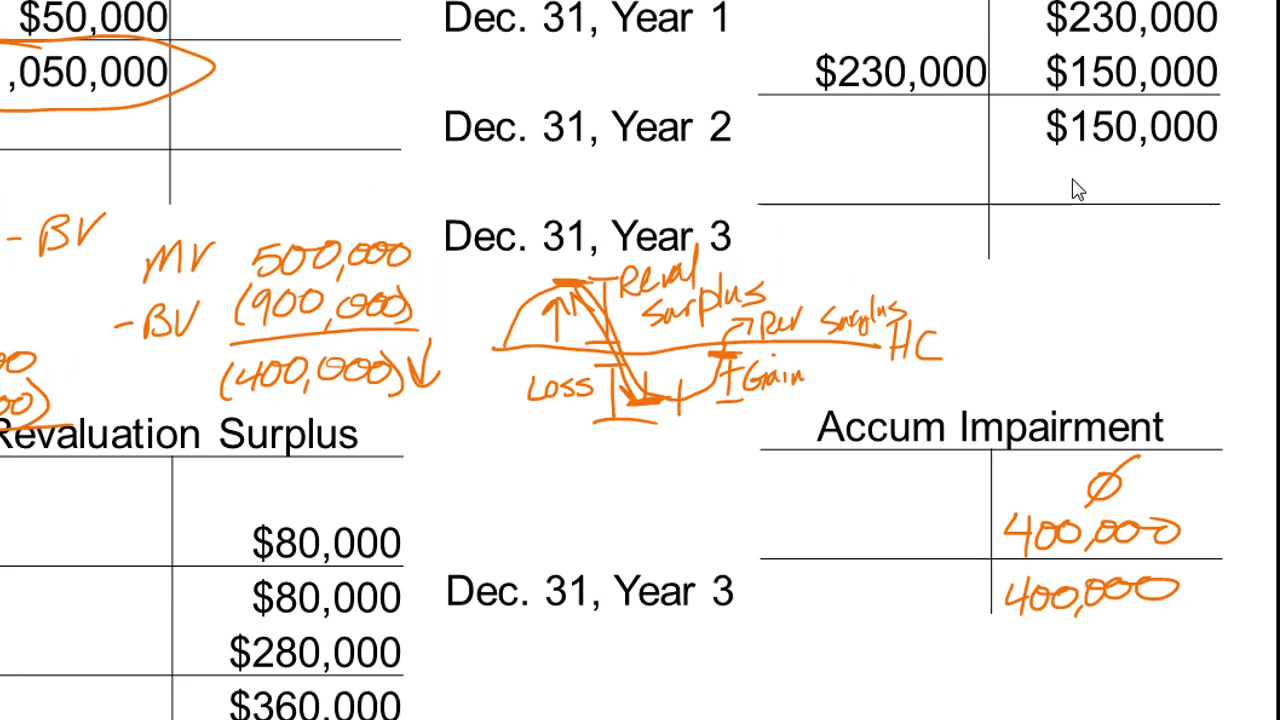 $50,000
Dec. 31, Year 1
$230,000
,050,000
$230,000
$150,000
Dec. 31, Year 2
$150,000
- BV
Dec. 31, Year 3
MV 500,000
-BV (900,000)
(400,000)
00
00)
Reval
Surplus
Rev Surplus
HC
Loss
Gain
Revaluation Surplus
Accum Impairment
∅
$80,000
400,000
$80,000
Dec. 31, Year 3
400,000
$280,000
$360,000